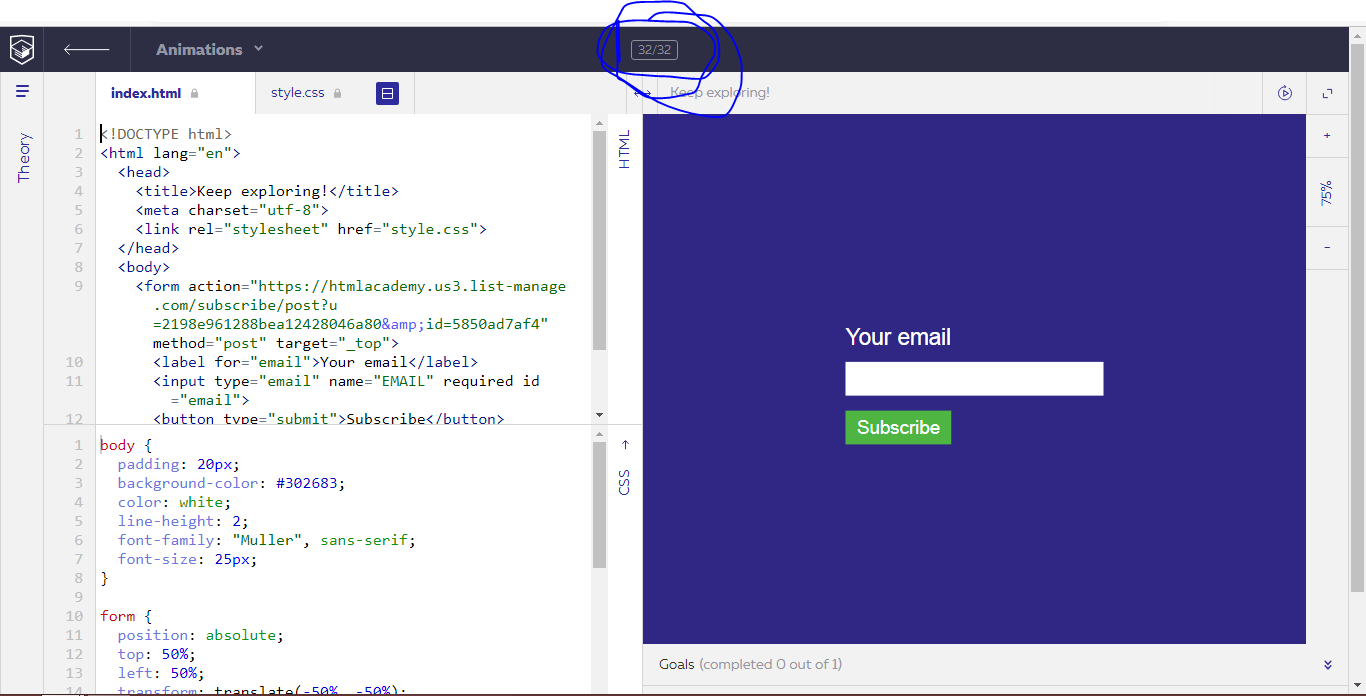 Animations
32/32
index.html
style.css
Keep exploring!
Theory
1 <!DOCTYPE html>
2 <html lang="en">
3 <head>
4 <title>Keep exploring!</title>
5 <meta charset="utf-8">
6 <link rel="stylesheet" href="style.css">
7 </head>
8 <body>
9 <form action="https://htmlacademy.us3.list-manage
.com/subscribe/post?u
=2198e961288bea12428046a80&amp;id=5850ad7af4"
method="post" target="_top">
10 <label for="email">Your email</label>
11 <input type="email" name="EMAIL" required id
="email">
12 <button type="submit">Subscribe</button>
HTML
1 body {
2 padding: 20px;
3 background-color: #302683;
4 color: white;
5 line-height: 2;
6 font-family: "Muller", sans-serif;
7 font-size: 25px;
8 }
9
10 form {
11 position: absolute;
12 top: 50%;
13 left: 50%;
14 transform: translate(-50%, -50%);
CSS
Your email
Subscribe
+
75%
-
Goals (completed 0 out of 1)